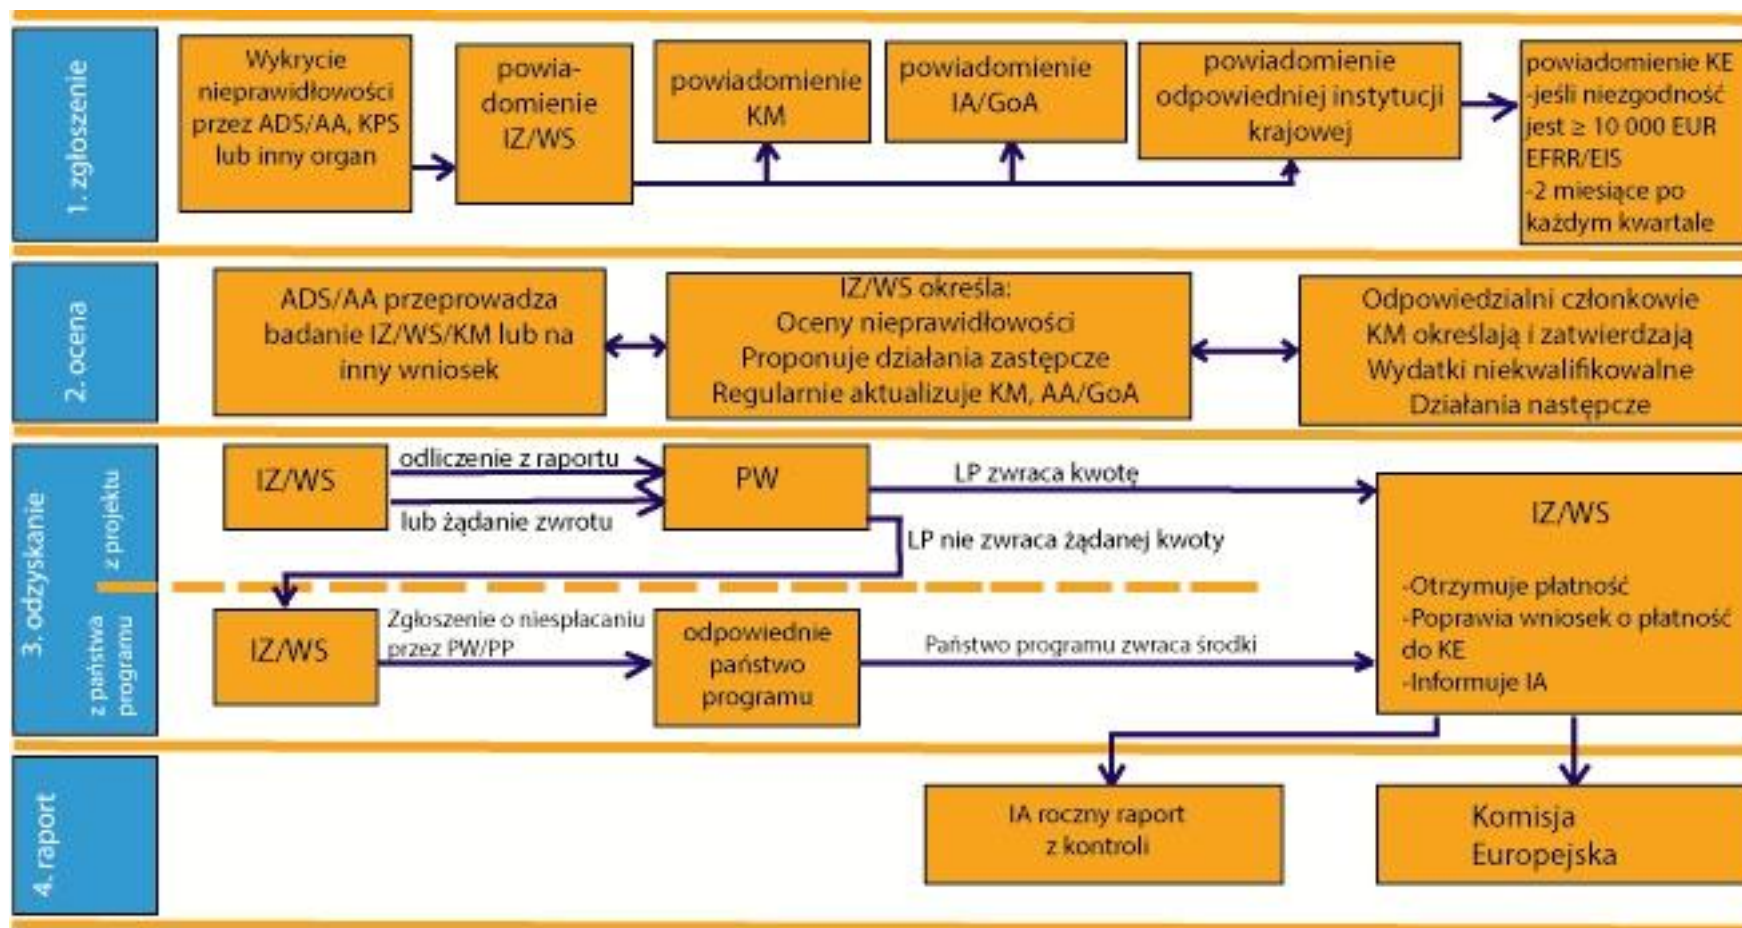 1. zgłoszenie
Wykrycie
nieprawidłowości
przez ADS/AA, KPS
lub inny organ
powia-
domienie
IZ/WS
powiadomienie
KM
powiadomienie
IA/GoA
powiadomienie
odpowiedniej instytucji
krajowej
powiadomienie KE
-jeśli niezgodność
jest ≥ 10 000 EUR
EFRR/EIS
-2 miesiące po
każdym kwartale
2. ocena
ADS/AA przeprowadza
badanie IZ/WS/KM lub na
inny wniosek
IZ/WS określa:
Oceny nieprawidłowości
Proponuje działania zastępcze
Regularnie aktualizuje KM, AA/GoA
Odpowiedzialni członkowie
KM określają i zatwierdzają
Wydatki niekwalifikowalne
Działania następcze
3. odzyskanie
z projektu
IZ/WS
odliczenie z raportu
lub żądanie zwrotu
PW
LP zwraca kwotę
LP nie zwraca żądanej kwoty
z państwa
programu
IZ/WS
Zgłoszenie o niespłacaniu
przez PW/PP
odpowiednie
państwo
programu
Państwo programu zwraca środki
IZ/WS
-Otrzymuje płatność
-Poprawia wniosek o płatność
do KE
-Informuje IA
4. raport
IA roczny raport
z kontroli
Komisja
Europejska